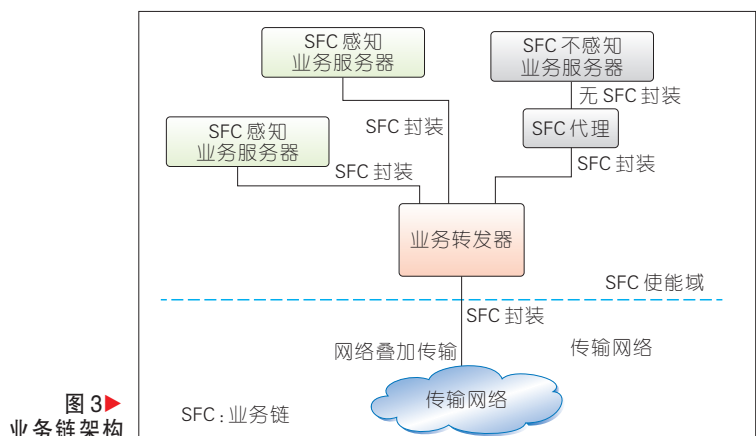 SFC 感知
业务服务器
SFC 不感知
业务服务器
无 SFC 封装
SFC 封装
SFC 代理
SFC 感知
业务服务器
SFC 封装
SFC 封装
业务转发器
SFC 使能域
SFC 封装
网络叠加传输
传输网络
传输网络
SFC：业务链
图 3▶
业务链架构